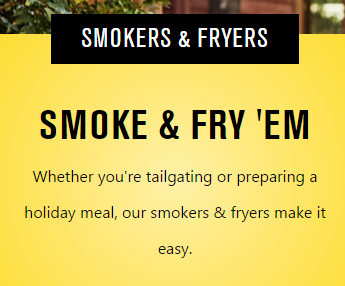 SMOKERS & FRYERS
SMOKE & FRY 'EM
Whether you're tailgating or preparing a
holiday meal, our smokers & fryers make it
easy.